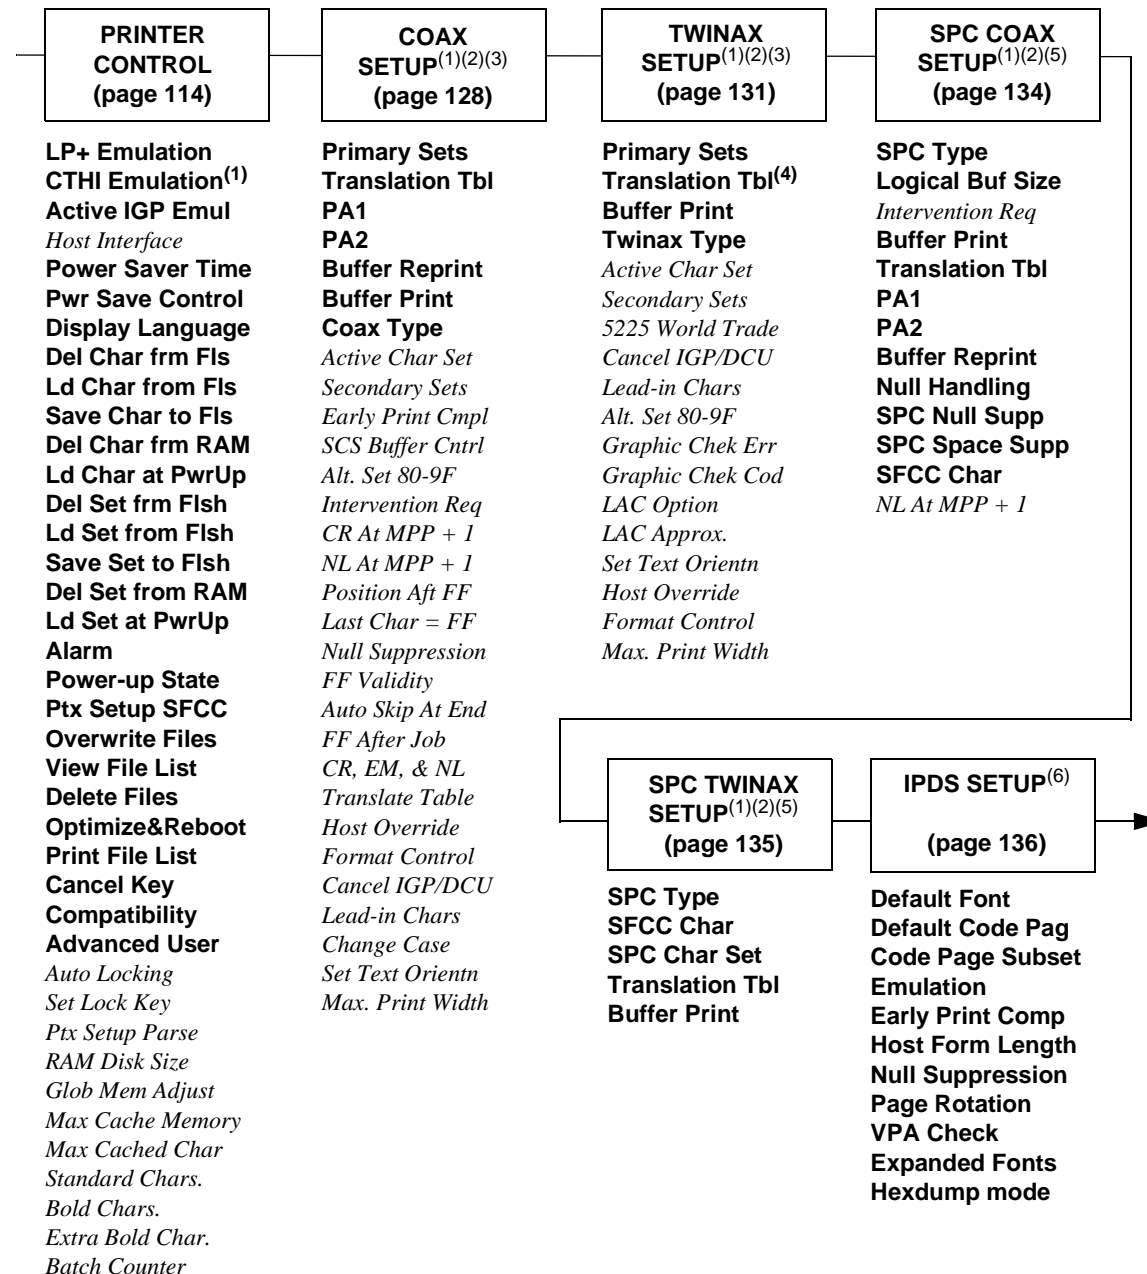 PRINTER
CONTROL
(page 114)
LP+ Emulation
CTHI Emulation(1)
Active IGP Emul
Host Interface
Power Saver Time
Pwr Save Control
Display Language
Del Char frm Fls
Ld Char from Fls
Save Char to Fls
Del Char frm RAM
Ld Char at PwrUp
Del Set frm Flsh
Ld Set from Flsh
Save Set to Flsh
Del Set from RAM
Ld Set at PwrUp
Alarm
Power-up State
Ptx Setup SFCC
Overwrite Files
View File List
Delete Files
Optimize&Reboot
Print File List
Cancel Key
Compatibility
Advanced User
Auto Locking
Set Lock Key
Ptx Setup Parse
RAM Disk Size
Glob Mem Adjust
Max Cache Memory
Max Cached Char
Standard Chars.
Bold Chars.
Extra Bold Char.
Batch Counter
COAX
SETUP(1)(2)(3)
(page 128)
Primary Sets
Translation Tbl
PA1
PA2
Buffer Reprint
Buffer Print
Coax Type
Active Char Set
Secondary Sets
Early Print Cmpl
SCS Buffer Cntrl
Alt. Set 80-9F
Intervention Req
CR At MPP + 1
NL At MPP + 1
Position Aft FF
Last Char = FF
Null Suppression
FF Validity
Auto Skip At End
FF After Job
CR, EM, & NL
Translate Table
Host Override
Format Control
Cancel IGP/DCU
Lead-in Chars
Change Case
Set Text Orientn
Max. Print Width
TWINAX
SETUP(1)(2)(3)
(page 131)
Primary Sets
Translation Tbl(4)
Buffer Print
Twinax Type
Active Char Set
Secondary Sets
5225 World Trade
Cancel IGP/DCU
Lead-in Chars
Alt. Set 80-9F
Graphic Chek Err
Graphic Chek Cod
LAC Option
LAC Approx.
Set Text Orientn
Host Override
Format Control
Max. Print Width
SPC COAX
SETUP(1)(2)(5)
(page 134)
SPC Type
Logical Buf Size
Intervention Req
Buffer Print
Translation Tbl
PA1
PA2
Buffer Reprint
Null Handling
SPC Null Supp
SPC Space Supp
SFCC Char
NL At MPP + 1
SPC TWINAX
SETUP(1)(2)(5)
(page 135)
SPC Type
SFCC Char
SPC Char Set
Translation Tbl
Buffer Print
IPDS SETUP(6)
(page 136)
Default Font
Default Code Pag
Code Page Subset
Emulation
Early Print Comp
Host Form Length
Null Suppression
Page Rotation
VPA Check
Expanded Fonts
Hexdump mode